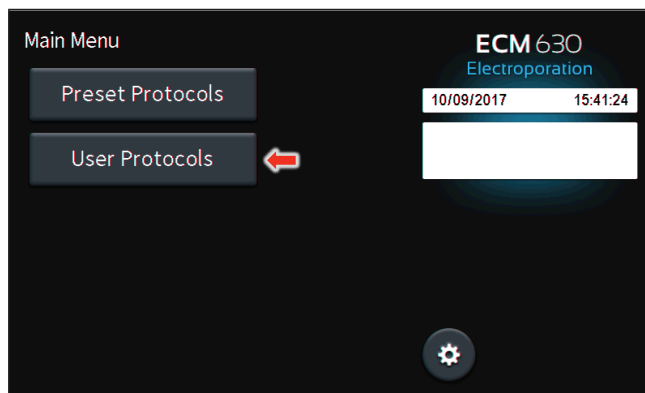 Main Menu
Preset Protocols
User Protocols
ECM 630
Electroporation
10/09/2017 15:41:24